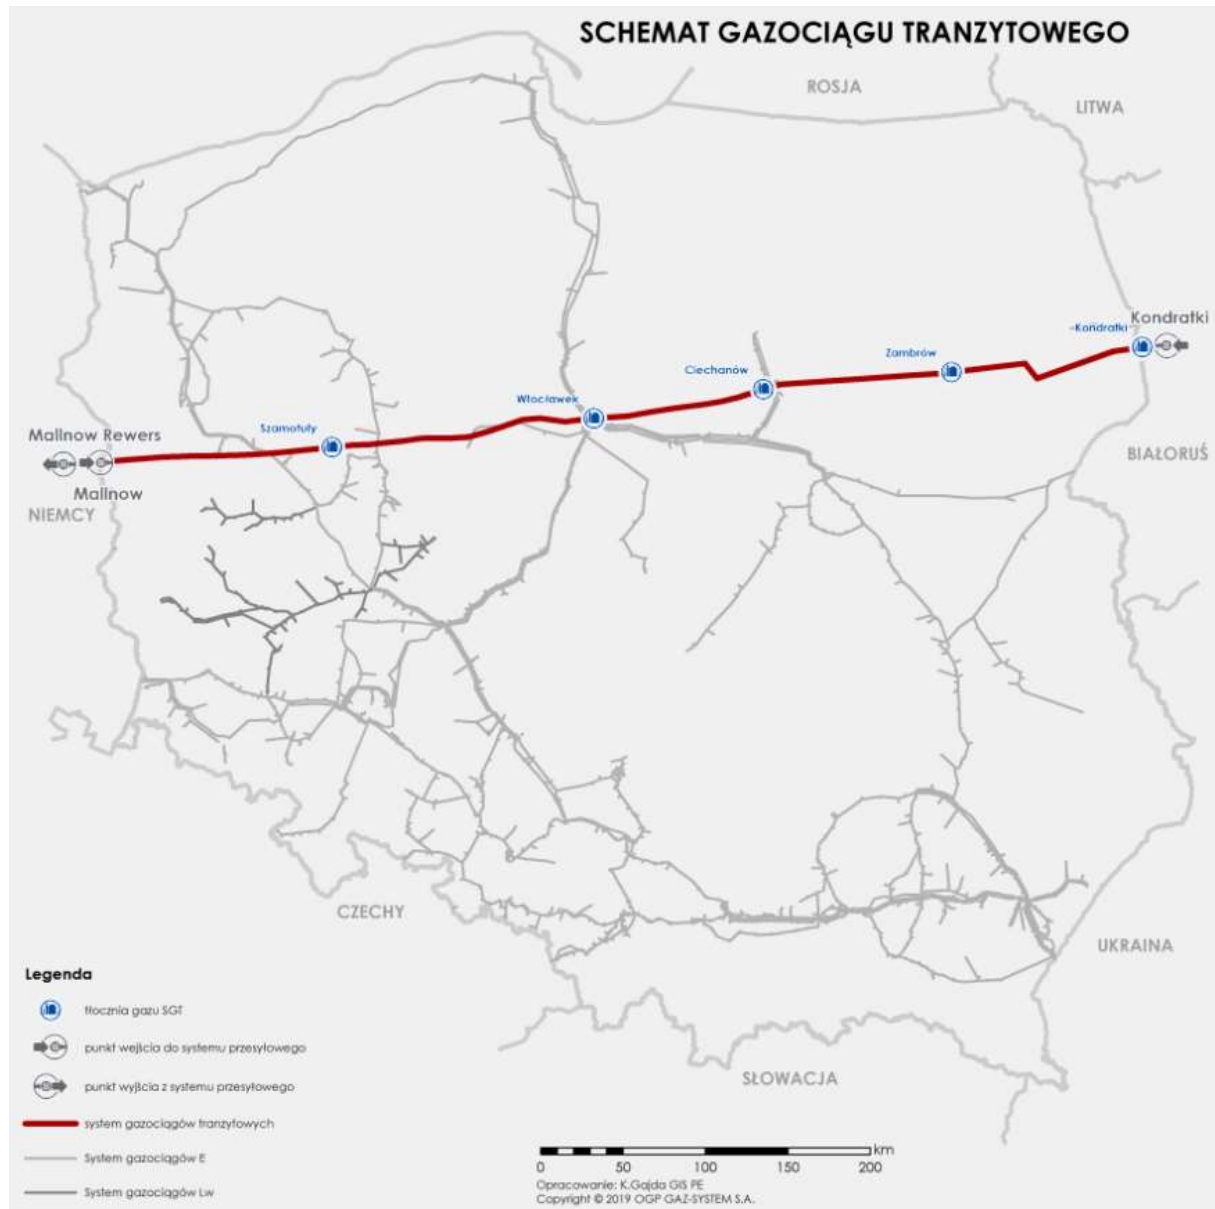 SCHEMAT GAZOCIĄGU TRANZYTOWEGO
ROSJA
LITWA
Kondratki
Kondratki
Zambrów
Ciechanów
Włocławek
Szamotuły
Mallnow Rewers
Mallnow
NIEMCY
BIAŁORUŚ
CZECHY
UKRAINA
SŁOWACJA
Legenda
tłocznia gazu SGT
punkt wejścia do systemu przesyłowego
punkt wyjścia z systemu przesyłowego
system gazociągów tranzytowych
System gazociągów E
System gazociągów Lw
km
0 50 100 150 200
Opracowanie: K.Gajda GIS PE
Copyright © 2019 OGP GAZ-SYSTEM S.A.